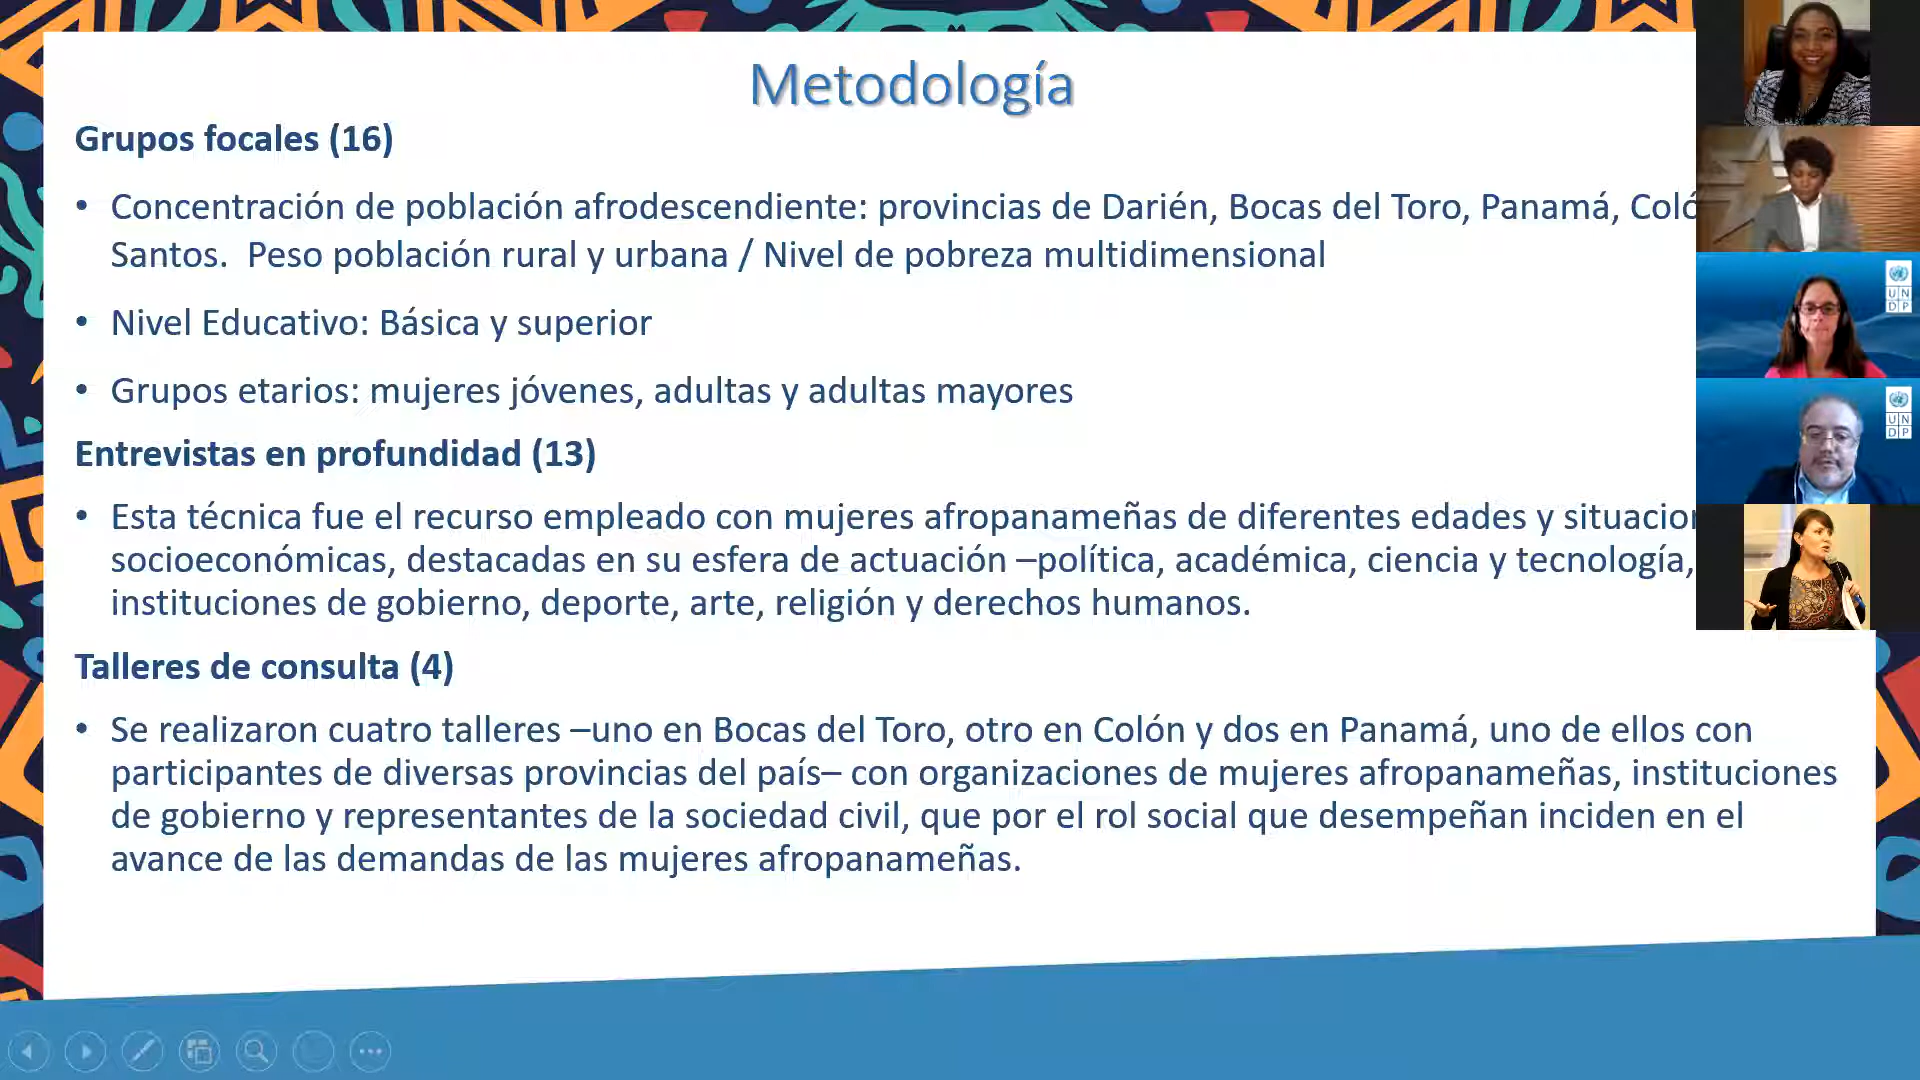 Metodología
Grupos focales (16)
• Concentración de población afrodescendiente: provincias de Darién, Bocas del Toro, Panamá,
Santos. Peso población rural y urbana / Nivel de pobreza multidimensional
• Nivel Educativo: Básica y superior
• Grupos etarios: mujeres jóvenes, adultas y adultas mayores
Entrevistas en profundidad (13)
• Esta técnica fue el recurso empleado con mujeres afropanameñas de diferentes edades y
socioeconómicas, destacadas en su esfera de actuación –política, académica, ciencia y tecnología,
instituciones de gobierno, deporte, arte, religión y derechos humanos.
Talleres de consulta (4)
• Se realizaron cuatro talleres –uno en Bocas del Toro, otro en Colón y dos en Panamá, uno de ellos con
participantes de diversas provincias del país– con organizaciones de mujeres afropanameñas, instituciones
de gobierno y representantes de la sociedad civil, que por el rol social que desempeñan inciden en el
avance de las demandas de las mujeres afropanameñas.
U N
D P
U N
D P